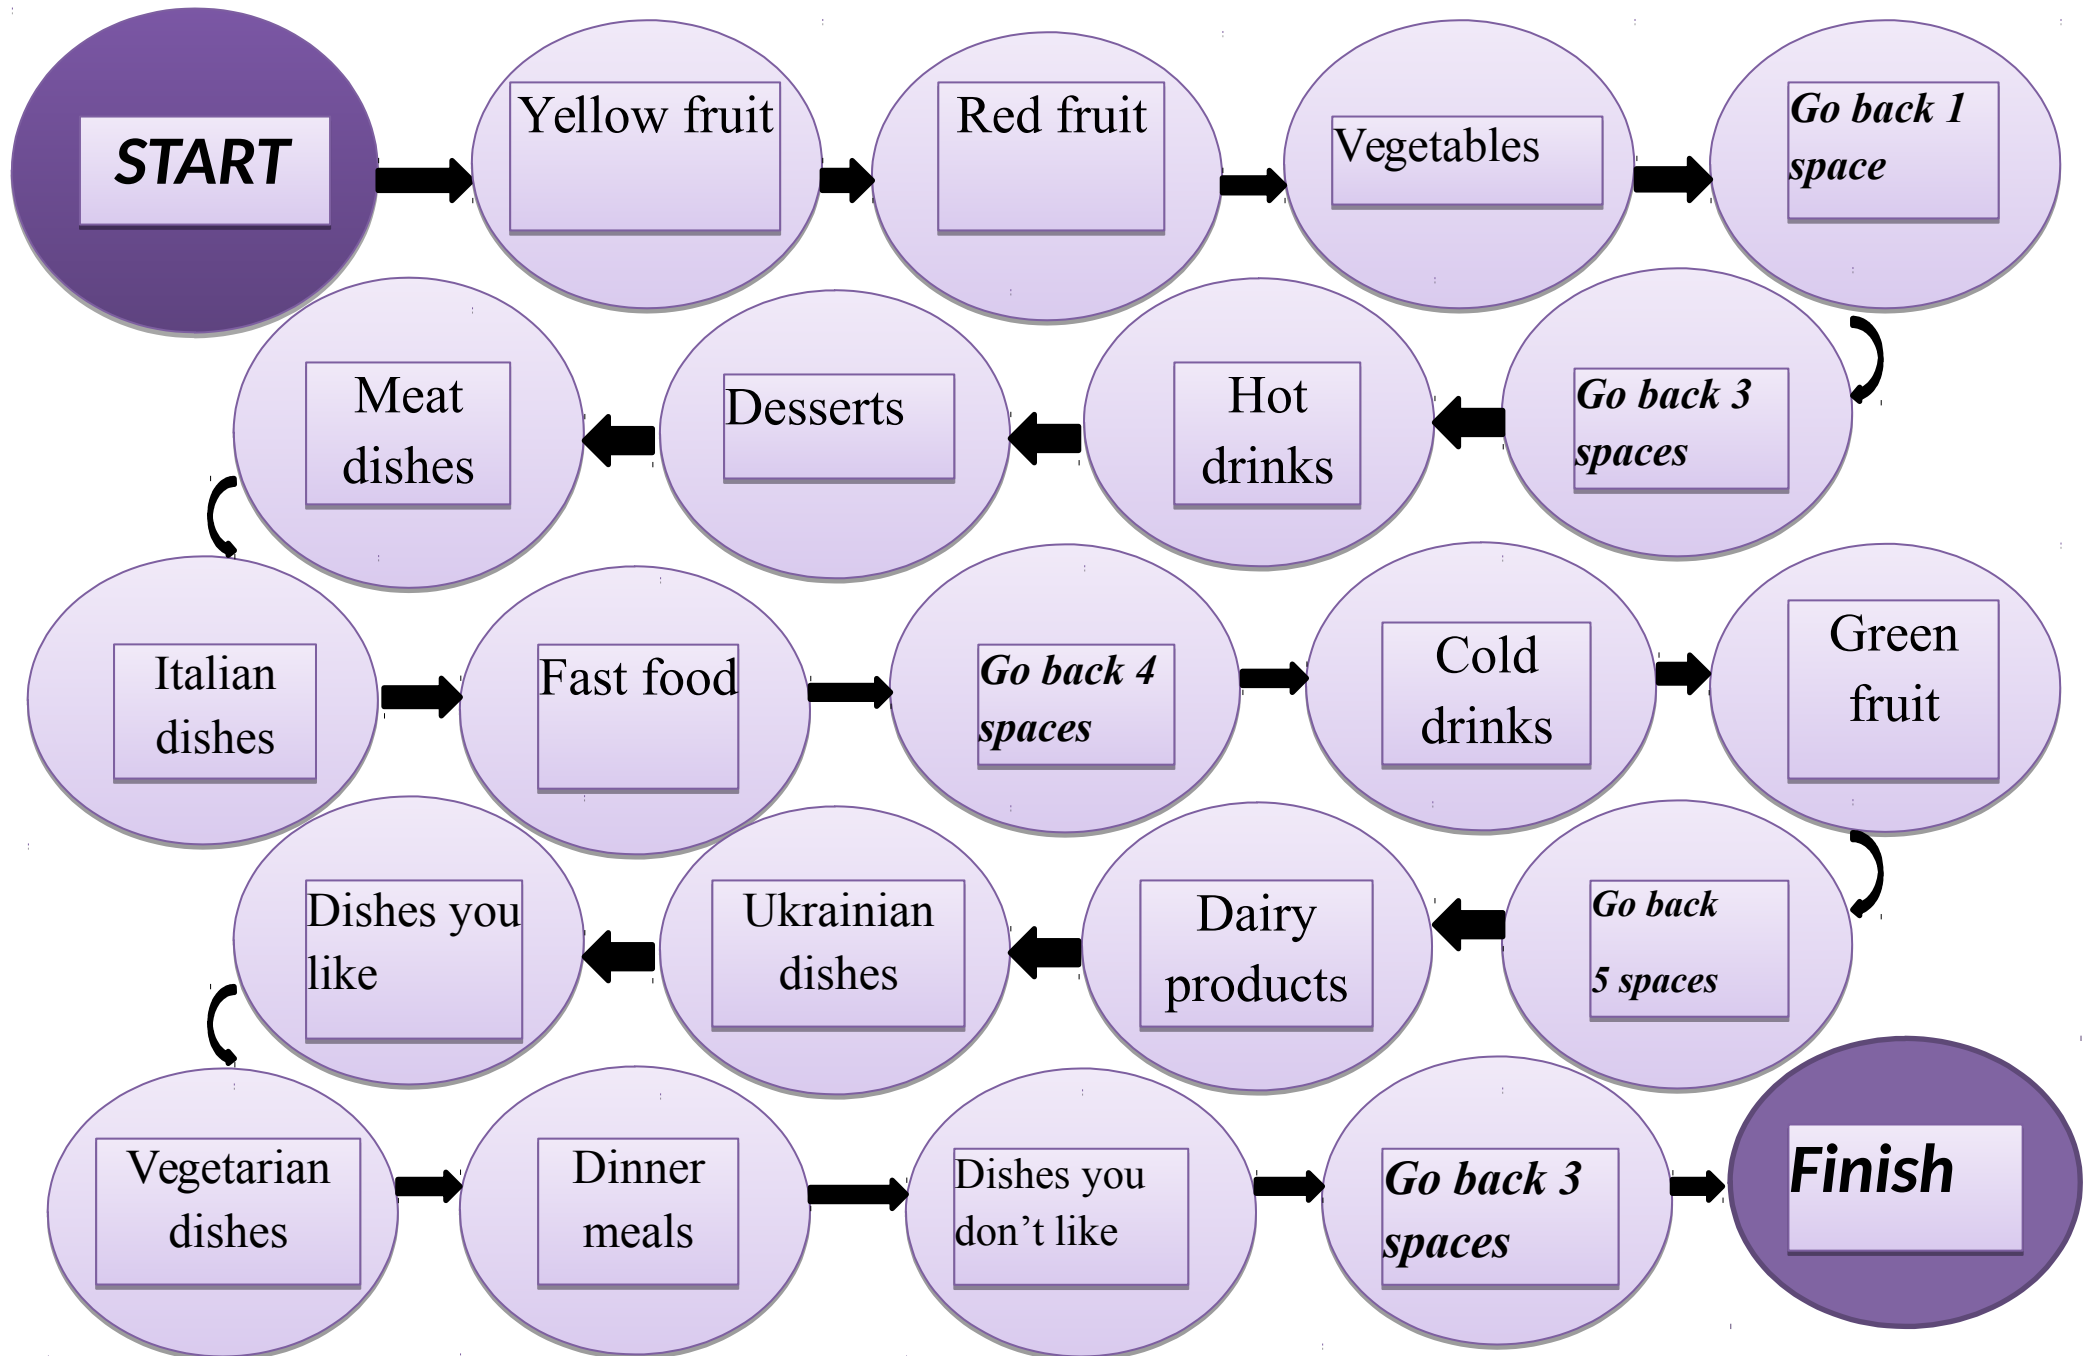 START
Yellow fruit
Red fruit
Vegetables
Go back 1
space
Go back 3
spaces
Hot
drinks
Desserts
Meat
dishes
Italian
dishes
Fast food
Go back 4
spaces
Cold
drinks
Green
fruit
Go back
5 spaces
Dairy
products
Ukrainian
dishes
Dishes you
like
Vegetarian
dishes
Dinner
meals
Dishes you
don’t like
Go back 3
spaces
Finish